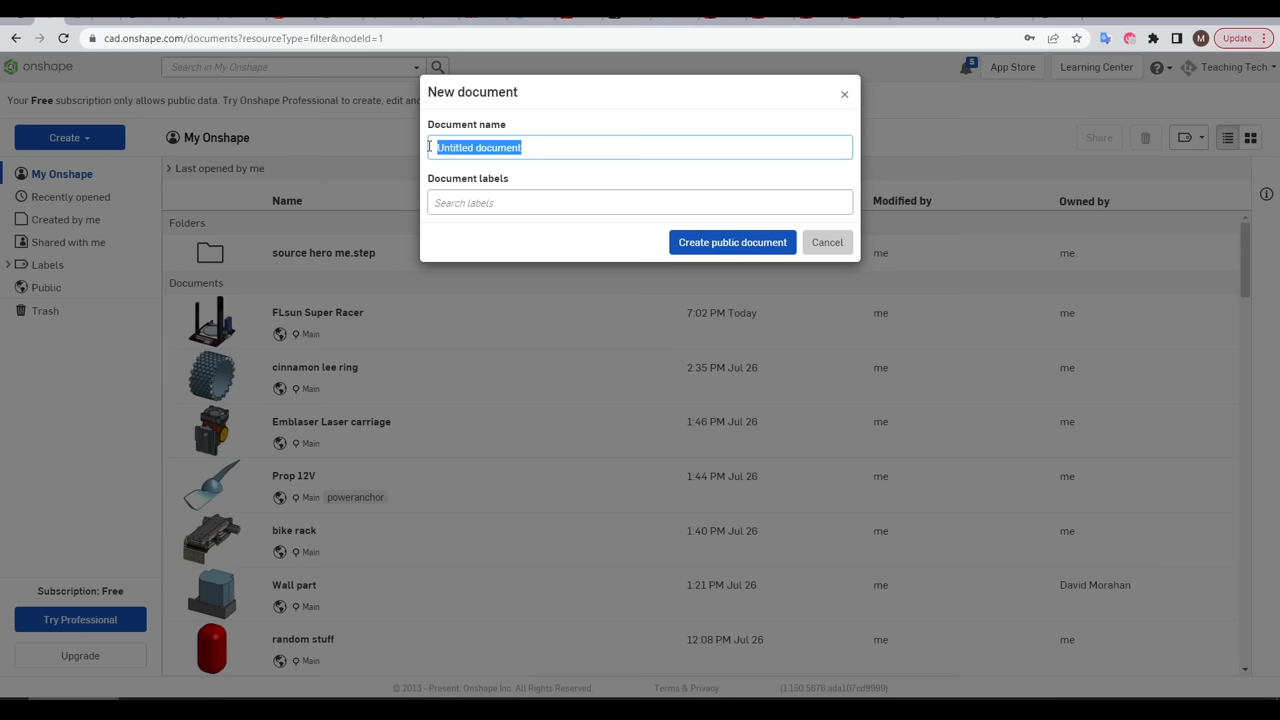 cad.onshape.com/documents?resourceType=filter&nodeId=1
M
Update
onshape
Search in My Onshape
5
App Store
Learning Center
Teaching Tech
Your Free subscription only allows public data. Try Onshape Professional to create, edit and
New document
Document name
Untitled document
Document labels
Search labels
Create public document
Cancel
Create
My Onshape
Share
My Onshape
Recently opened
Created by me
Shared with me
Labels
Public
Trash
Last opened by me
Name
Modified by
Owned by
Folders
source hero me.step
me
me
Documents
FLsun Super Racer
7:02 PM Today
me
me
Main
cinnamon lee ring
2:35 PM Jul 26
me
me
Main
Emblaser Laser carriage
1:46 PM Jul 26
me
me
Main
Prop 12V
1:44 PM Jul 26
me
me
Main poweranchor
bike rack
1:40 PM Jul 26
me
me
Main
Wall part
1:21 PM Jul 26
me
David Morahan
Main
random stuff
12:08 PM Jul 26
me
me
Main
Subscription: Free
Try Professional
Upgrade
© 2013 - Present, Onshape Inc. All Rights Reserved
Terms & Privacy
(1.150.5678.ada107cd9999)